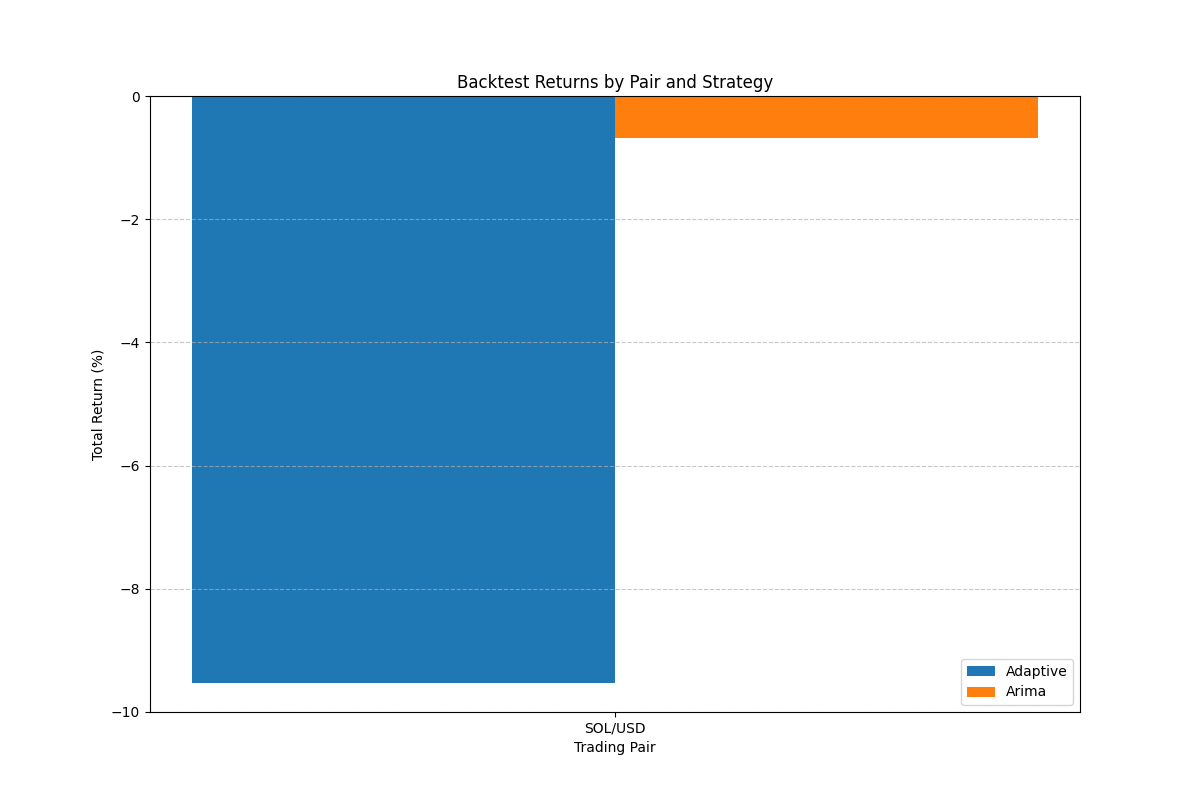 Backtest Returns by Pair and Strategy
0
−2
−4
−6
−8
−10
Total Return (%)
SOL/USD
Trading Pair
Adaptive
Arima